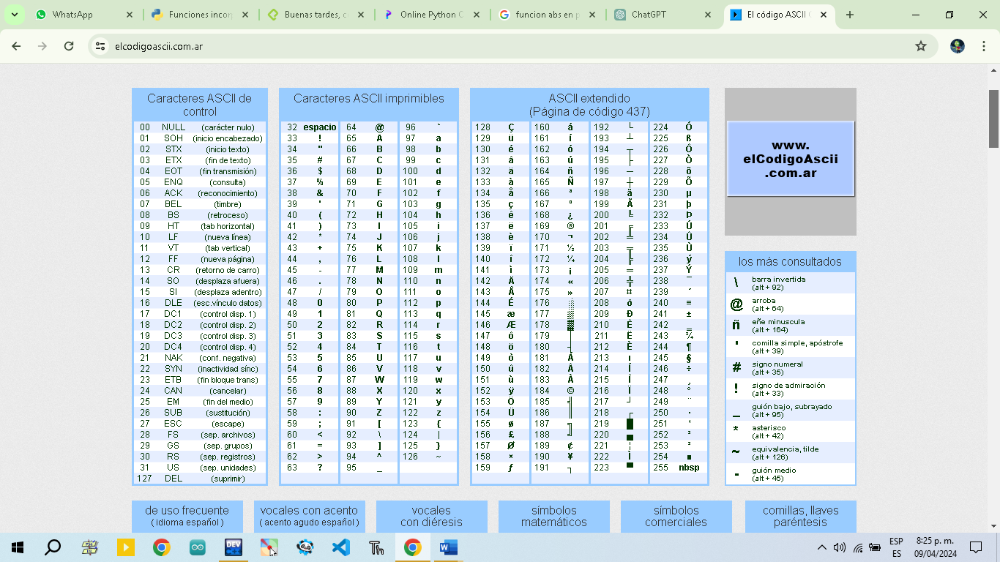 WhatsApp
Funciones incor
Buenas tardes, c
Online Python C
funcion abs en p
ChatGPT
El código ASCII C
elcodigoascii.com.ar
Caracteres ASCII de
control
00 NULL (carácter nulo)
01 SOH (inicio encabezado)
02 STX (inicio texto)
03 ETX (fin de texto)
04 EOT (fin transmisión)
05 ENQ (consulta)
06 ACK (reconocimiento)
07 BEL (timbre)
08 BS (retroceso)
09 HT (tab horizontal)
10 LF (nueva línea)
11 VT (tab vertical)
12 FF (nueva página)
13 CR (retorno de carro)
14 SO (desplaza afuera)
15 SI (desplaza adentro)
16 DLE (esc.vínculo datos)
17 DC1 (control disp. 1)
18 DC2 (control disp. 2)
19 DC3 (control disp. 3)
20 DC4 (control disp. 4)
21 NAK (conf. negativa)
22 SYN (inactividad sínc)
23 ETB (fin bloque trans)
24 CAN (cancelar)
25 EM (fin del medio)
26 SUB (sustitución)
27 ESC (escape)
28 FS (sep. archivos)
29 GS (sep. grupos)
30 RS (sep. registros)
31 US (sep. unidades)
127 DEL (suprimir)
Caracteres ASCII imprimibles
32 espacio 64 @ 96 `
33 ! 65 A 97 a
34 " 66 B 98 b
35 # 67 C 99 c
36 $ 68 D 100 d
37 % 69 E 101 e
38 & 70 F 102 f
39 ' 71 G 103 g
40 ( 72 H 104 h
41 ) 73 I 105 i
42 * 74 J 106 j
43 + 75 K 107 k
44 , 76 L 108 l
45 - 77 M 109 m
46 . 78 N 110 n
47 / 79 O 111 o
48 0 80 P 112 p
49 1 81 Q 113 q
50 2 82 R 114 r
51 3 83 S 115 s
52 4 84 T 116 t
53 5 85 U 117 u
54 6 86 V 118 v
55 7 87 W 119 w
56 8 88 X 120 x
57 9 89 Y 121 y
58 : 90 Z 122 z
59 ; 91 [ 123 {
60 < 92 \ 124 |
61 = 93 ] 125 }
62 > 94 ^ 126 ~
63 ? 95 _
ASCII extendido
(Página de código 437)
128 Ç 160 á 192 └ 224 Ó
129 ü 161 í 193 ┴ 225 ß
130 é 162 ó 194 ┬ 226 Ô
131 â 163 ú 195 ├ 227 Ò
132 ä 164 ñ 196 ─ 228 õ
133 à 165 Ñ 197 ┼ 229 Õ
134 å 166 ª 198 ã 230 µ
135 ç 167 º 199 Ã 231 þ
136 ê 168 ¿ 200 ╚ 232 Þ
137 ë 169 ® 201 ╔ 233 Ú
138 è 170 ¬ 202 ╩ 234 Û
139 ï 171 ½ 203 ╦ 235 Ù
140 î 172 ¼ 204 ╠ 236 ý
141 ì 173 ¡ 205 ═ 237 Ý
142 Ä 174 « 206 ╬ 238 ¯
143 Å 175 » 207 ¤ 239 ´
144 É 176 ░ 208 ð 240 ≡
145 æ 177 ▒ 209 Ð 241 ±
146 Æ 178 ▓ 210 Ê 242 ‗
147 ô 179 │ 211 Ë 243 ¾
148 ö 180 ┤ 212 È 244 ¶
149 ò 181 Á 213 ı 245 §
150 û 182 Â 214 Í 246 ÷
151 ù 183 À 215 Î 247 ¸
152 ÿ 184 © 216 Ï 248 °
153 Ö 185 ╣ 217 ┘ 249 ¨
154 Ü 186 ║ 218 ┌ 250 ·
155 ø 187 ╗ 219 █ 251 ¹
156 £ 188 ╝ 220 ▄ 252 ³
157 Ø 189 ¢ 221 ¦ 253 ²
158 × 190 ¥ 222 Ì 254 ■
159 ƒ 191 ┐ 223 ▀ 255 nbsp
www.
elCodigoAscii
.com.ar
los más consultados
\ barra invertida
(alt + 92)
@ arroba
(alt + 64)
ñ eñe minuscula
(alt + 164)
' comilla simple, apóstrofe
(alt + 39)
# signo numeral
(alt + 35)
! signo de admiración
(alt + 33)
_ guión bajo, subrayado
(alt + 95)
* asterisco
(alt + 42)
~ equivalencia, tilde
(alt + 126)
- guión medio
(alt + 45)
de uso frecuente
( idioma español )
vocales con acento
( acento agudo español )
vocales
con diéresis
símbolos
matemáticos
símbolos
comerciales
comillas, llaves
paréntesis
DEV
Th
W
ESP
ES
8:25 p. m.
09/04/2024